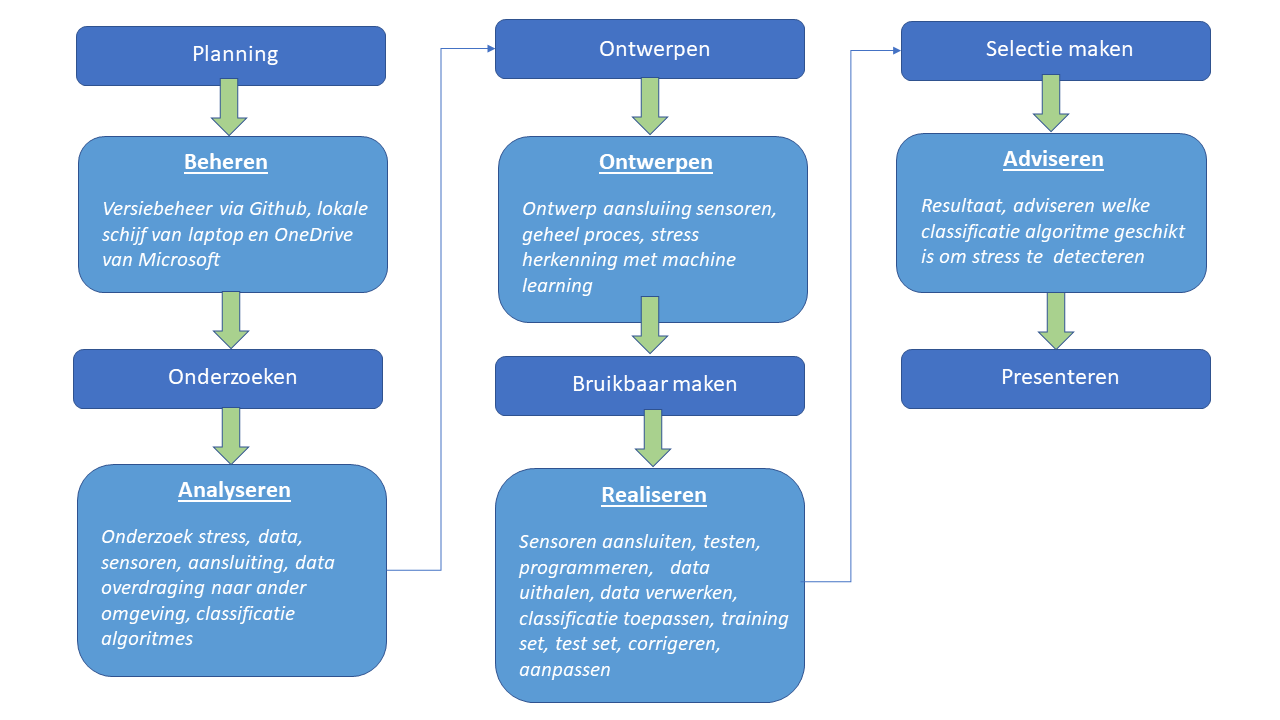 Planning
Beheren
Versiebeheer via Github, lokale
schijf van laptop en OneDrive
van Microsoft
Onderzoeken
Analyseren
Onderzoek stress, data,
sensoren, aansluiting, data
overdraging naar ander
omgeving, classificatie
algoritmes
Ontwerpen
Ontwerpen
Ontwerp aansluiing sensoren,
geheel proces, stress
herkenning met machine
learning
Bruikbaar maken
Realiseren
Sensoren aansluiten, testen,
programmeren, data
uithalen, data verwerken,
classificatie toepassen, training
set, test set, corrigeren,
aanpassen
Selectie maken
Adviseren
Resultaat, adviseren welke
classificatie algoritme geschikt
is om stress te detecteren
Presenteren